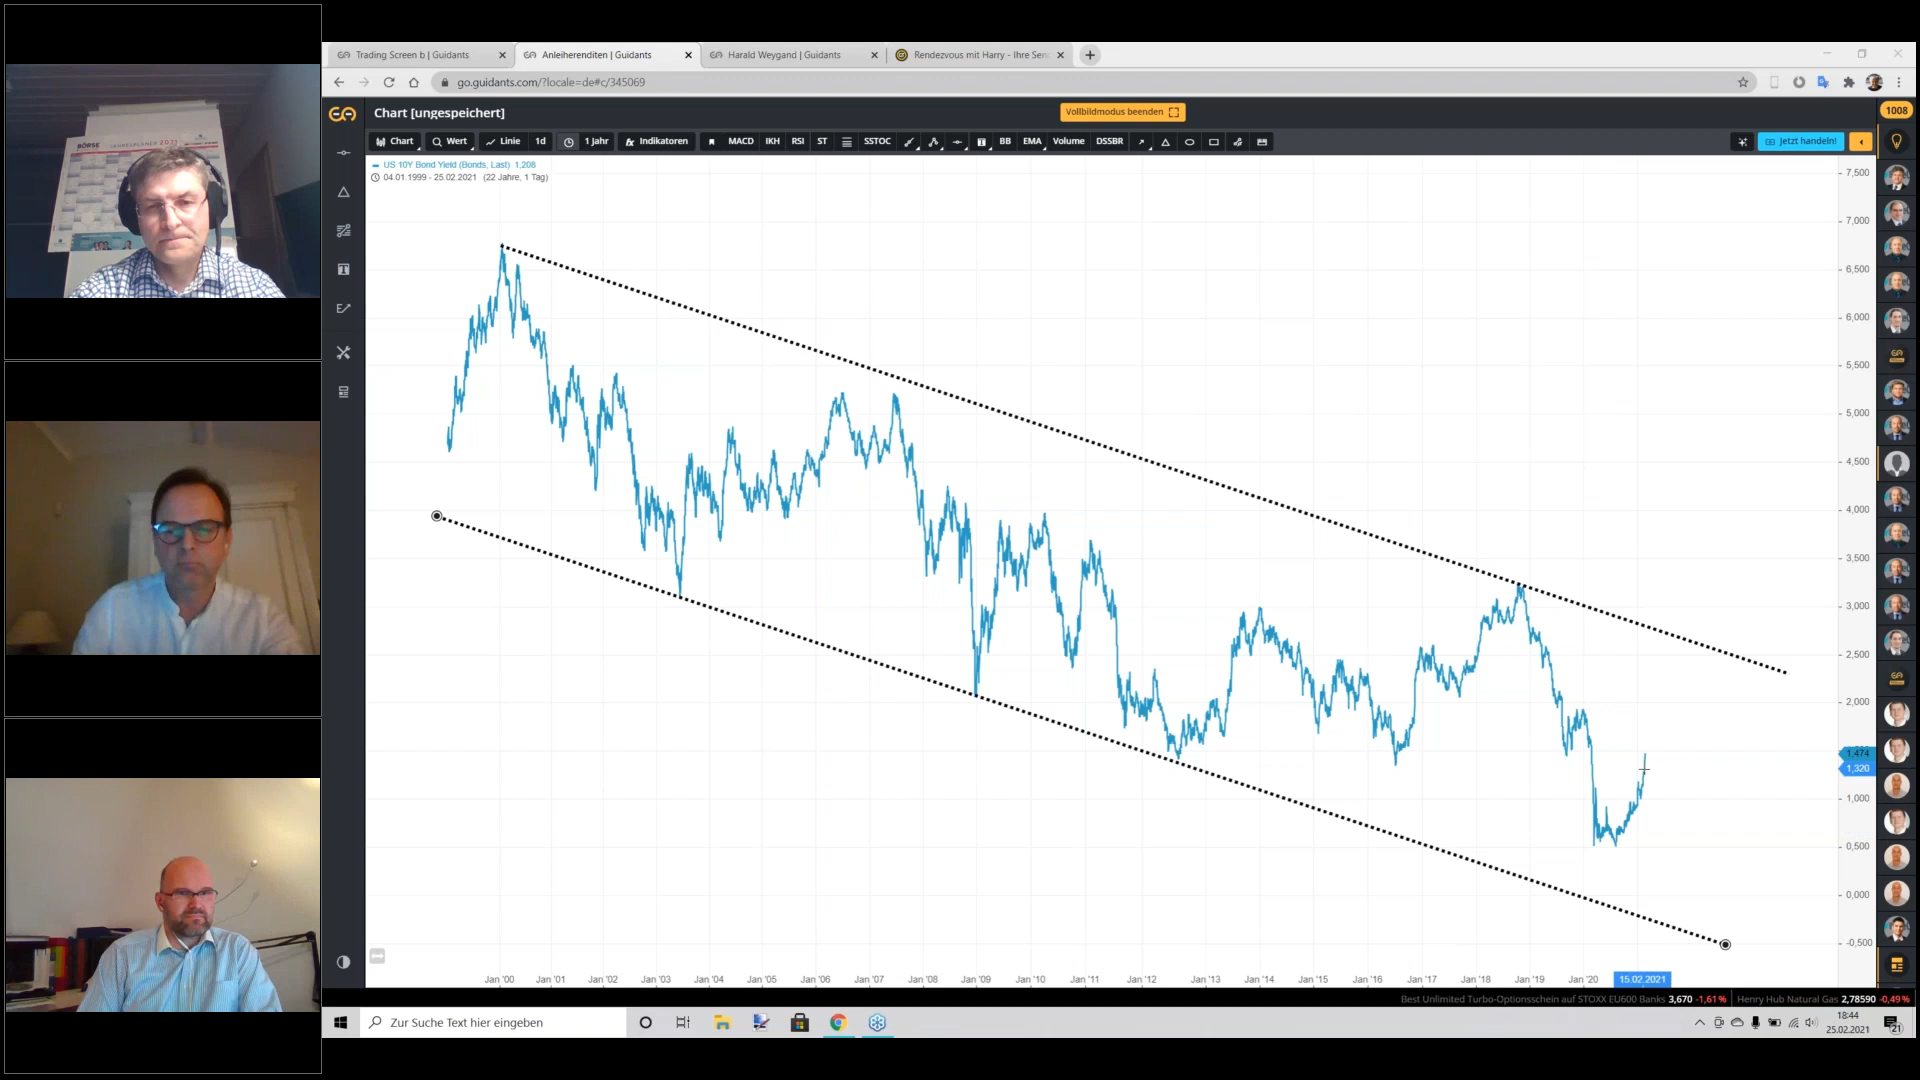 BÖRSE
JAHRESPLANER 2021
Trading Screen b | Guidants
Anleiherenditen | Guidants
Harald Weygand | Guidants
Rendezvous mit Harry - Ihre Sen
go.guidants.com/?locale=de#c/345069
Chart [ungespeichert]
Vollbildmodus beenden
1008
Chart
Wert
Linie
1d
1 Jahr
fx Indikatoren
MACD
IKH
RSI
ST
SSTOC
BB
EMA
Volume
DSSBR
Jetzt handeln!
US 10Y Bond Yield (Bonds, Last) 1,208
04.01.1999 - 25.02.2021 (22 Jahre, 1 Tag)
7,500
7,000
6,500
6,000
5,500
5,000
4,500
4,000
3,500
3,000
2,500
2,000
1,474
1,320
1,000
0,500
0,000
-0,500
Jan '00
Jan '01
Jan '02
Jan '03
Jan '04
Jan '05
Jan '06
Jan '07
Jan '08
Jan '09
Jan '10
Jan '11
Jan '12
Jan '13
Jan '14
Jan '15
Jan '16
Jan '17
Jan '18
Jan '19
Jan '20
15.02.2021
Best Unlimited Turbo-Optionsschein auf STOXX EU600 Banks 3,670 -1,61%
Henry Hub Natural Gas 2,78590 -0,49%
Zur Suche Text hier eingeben
18:44
25.02.2021
21